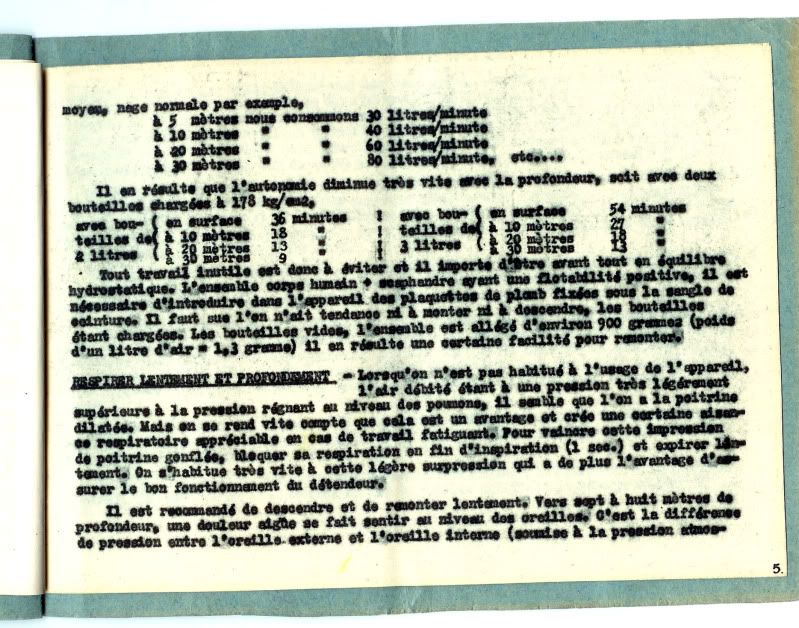 moyen, nage normale par exemple,
à 5 mètres nous consommons 30 litres/minute
à 10 mètres " " 40 litres/minute
à 20 mètres " " 60 litres/minute
à 30 mètres " " 80 litres/minute, etc....
Il en résulte que l'autonomie diminue très vite avec la profondeur, soit avec deux
bouteilles chargées à 178 kg/cm2,
avec bou- ( en surface 36 minutes ! avec bou- ( en surface 54 minutes
teilles de( à 10 mètres 18 " ! teilles de( à 10 mètres 27 "
2 litres ( à 20 mètres 13 " ! 3 litres ( à 20 mètres 18 "
( à 30 mètres 9 " ! ( à 30 mètres 13 "
Tout travail inutile est donc à éviter et il importe d'être avant tout en équilibre
hydrostatique. L'ensemble corps humain + scaphandre ayant une flotabilité positive, il est
nécessaire d'introduire dans l'appareil des plaquettes de plomb fixées sous la sangle de
ceinture. Il faut que l'on n'ait tendance ni à monter ni à descendre, les bouteilles
étant chargées. Les bouteilles vides, l'ensemble est allégé d'environ 900 grammes (poids
d'un litre d'air = 1,3 gramme) il en résulte une certaine facilité pour remonter.
RESPIRER LENTEMENT ET PROFONDEMENT - Lorsqu'on n'est pas habitué à l'usage de l'appareil,
l'air débité étant à une pression très légérement
supérieure à la pression régnant au niveau des poumons, il semble que l'on a la poitrine
dilatée. Mais on se rend vite compte que cela est un avantage et crée une certaine aisan-
ce respiratoire appréciable en cas de travail fatiguant. Pour vaincre cette impression
de poitrine gonflée, bloquer sa respiration en fin d'inspiration (1 sec.) et expirer len-
tement. On s'habitue très vite à cette légère surpression qui a de plus l'avantage d'as-
surer le bon fonctionnement du détendeur.
Il est recommandé de descendre et de remonter lentement. Vers sept à huit mètres de
profondeur, une douleur aigüe se fait sentir au niveau des oreilles. C'est la différence
de pression entre l'oreille externe et l'oreille interne (soumise à la pression atmos-
5.